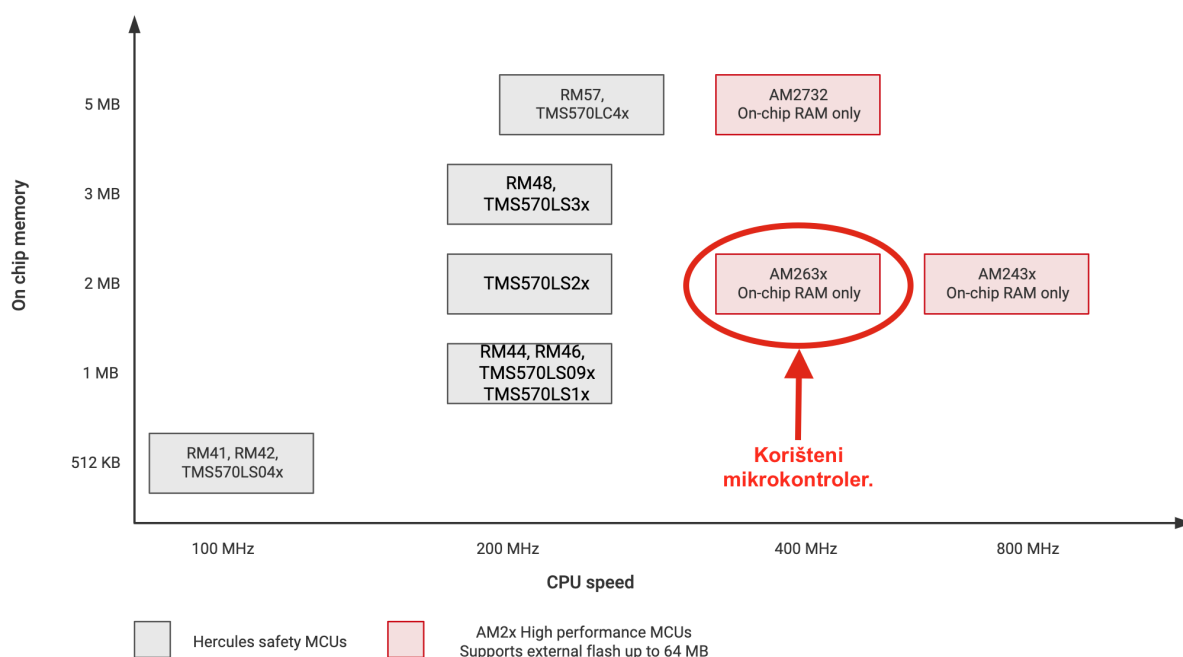 On chip memory
5 MB
3 MB
2 MB
1 MB
512 KB
RM57,
TMS570LC4x
AM2732
On-chip RAM only
RM48,
TMS570LS3x
TMS570LS2x
AM263x
On-chip RAM only
AM243x
On-chip RAM only
RM44, RM46,
TMS570LS09x
TMS570LS1x
RM41, RM42,
TMS570LS04x
Korišteni
mikrokontroler.
100 MHz
200 MHz
400 MHz
800 MHz
CPU speed
Hercules safety MCUs
AM2x High performance MCUs
Supports external flash up to 64 MB